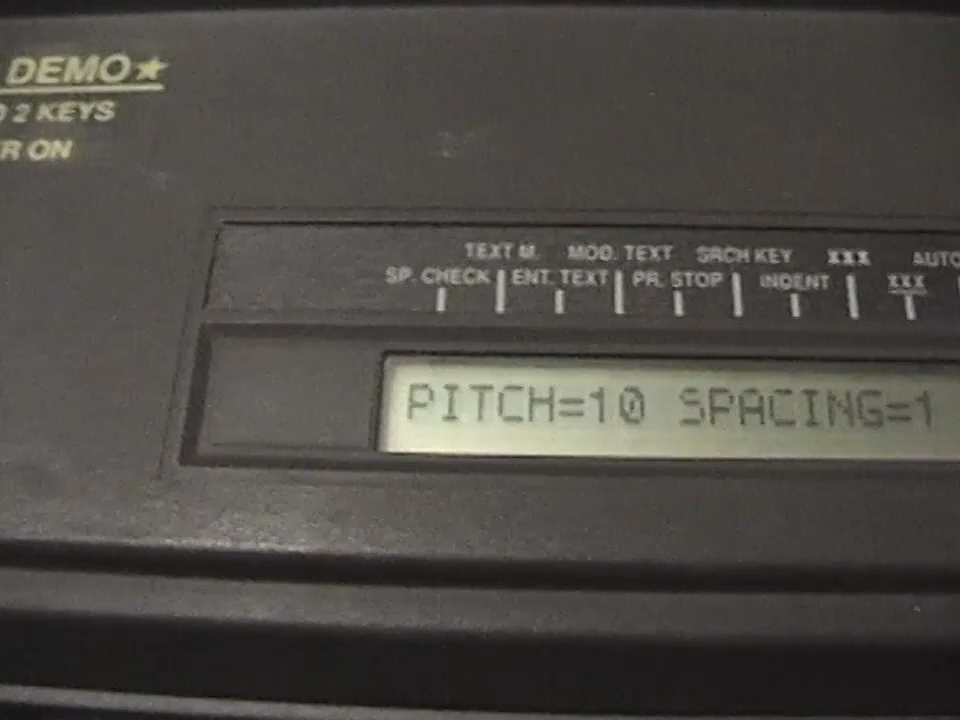 DEMO★
2 KEYS
R ON
TEXT M. MOD. TEXT SRCH KEY XXX AUTO
SP. CHECK ENT. TEXT PR. STOP INDENT XXX
PITCH=10 SPACING=1